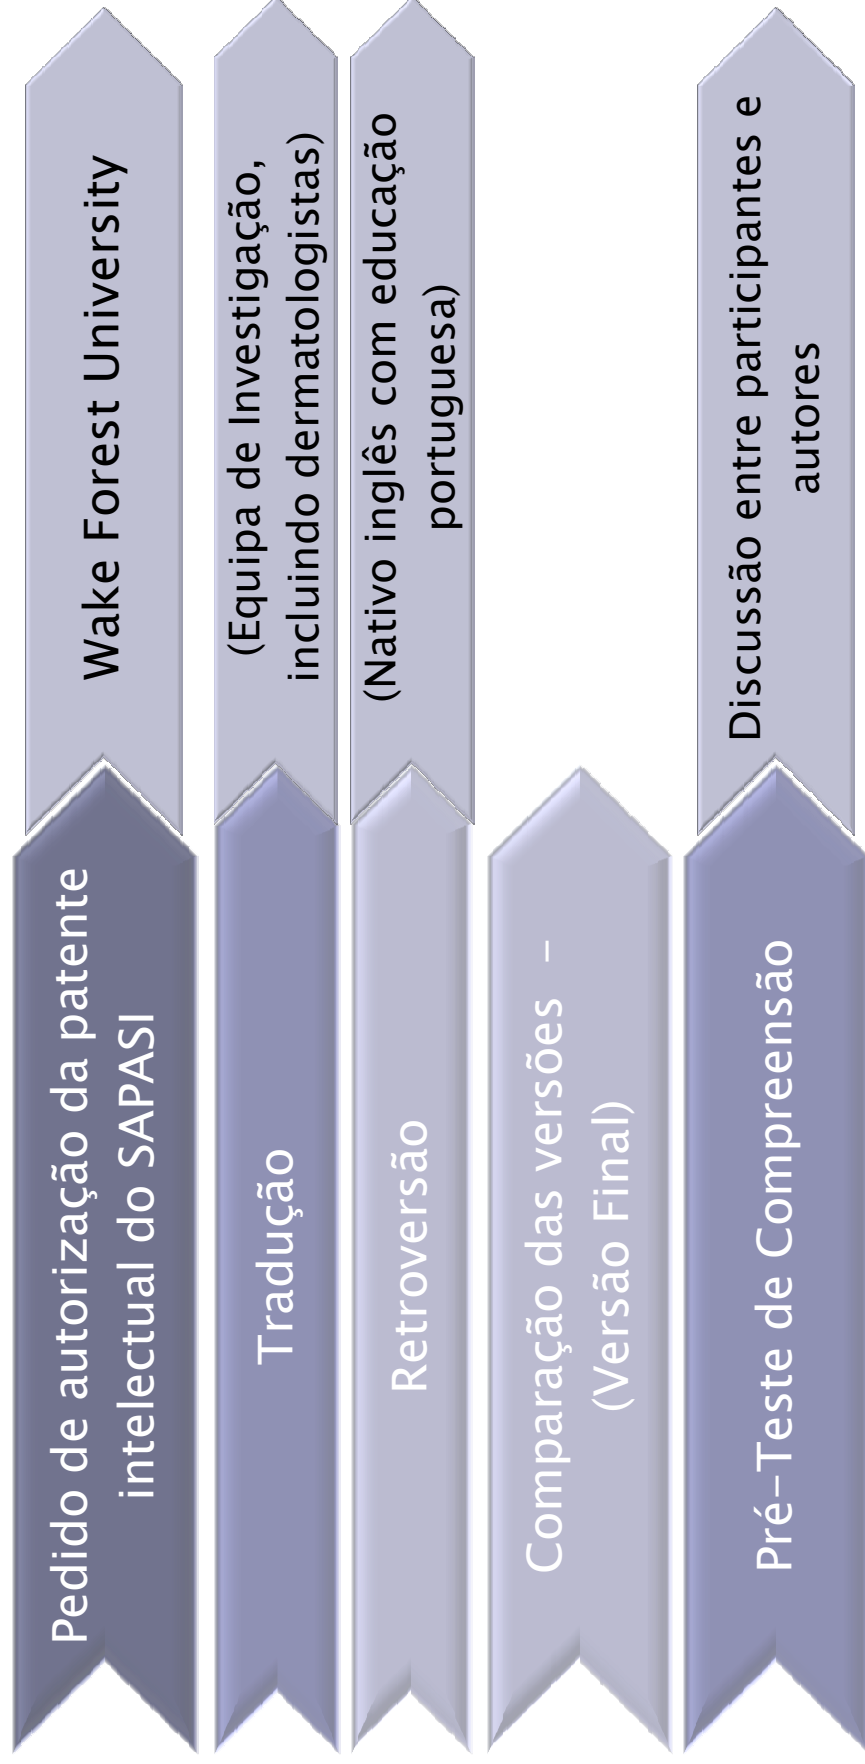 Pedido de autorização da patente
intelectual do SAPASI
Wake Forest University
Tradução
(Equipa de Investigação,
incluindo dermatologistas)
Retroversão
(Nativo inglês com educação
portuguesa)
Comparação das versões -
(Versão Final)
Pré-Teste de Compreensão
Discussão entre participantes e
autores